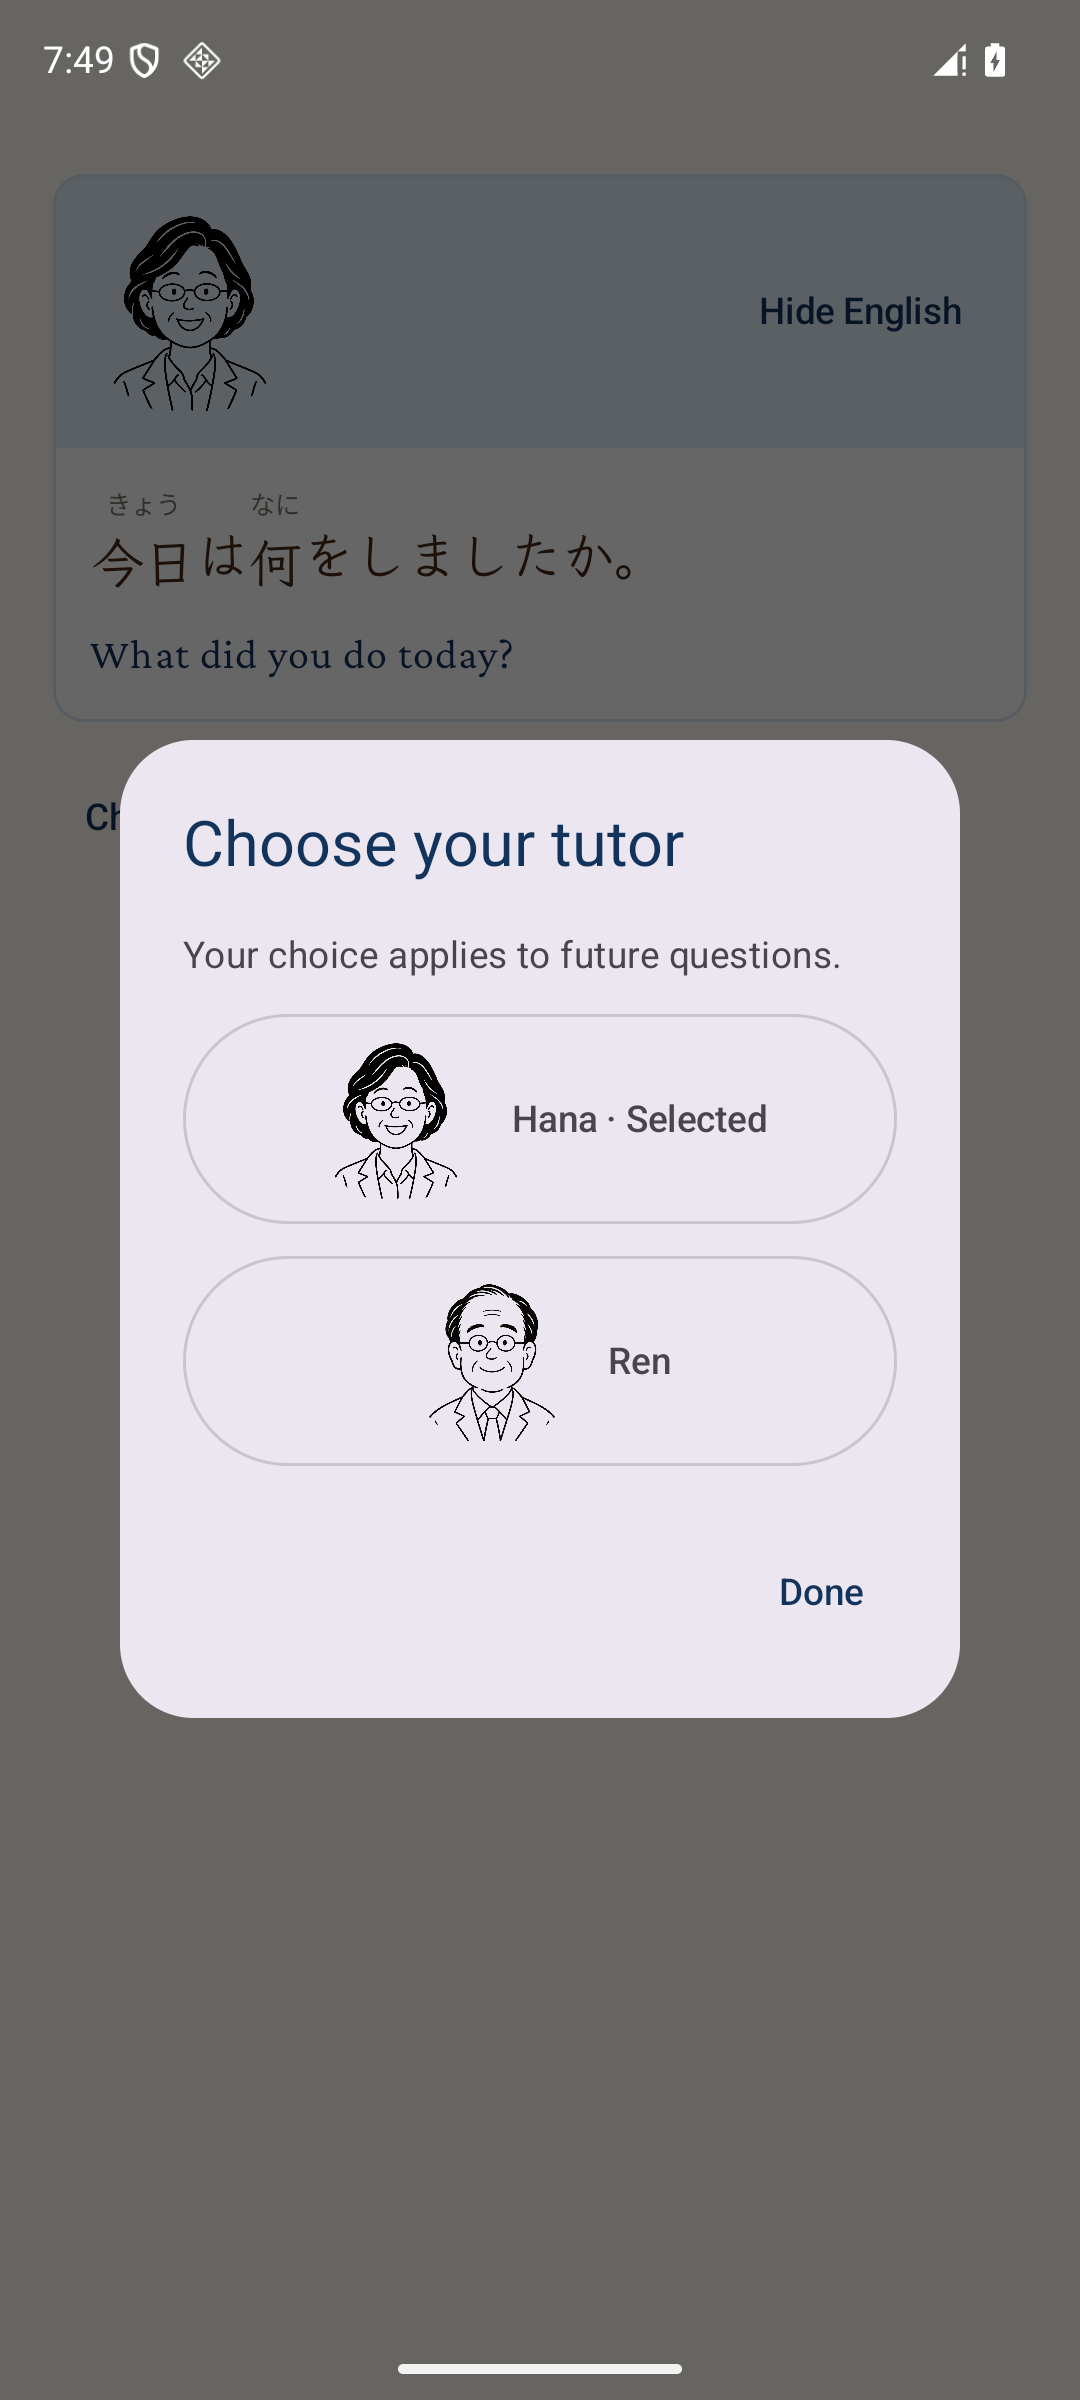 7:49
Hide English
きょう なに
今日は何をしましたか。
What did you do today?
Choose your tutor
Your choice applies to future questions.
Hana · Selected
Ren
Done